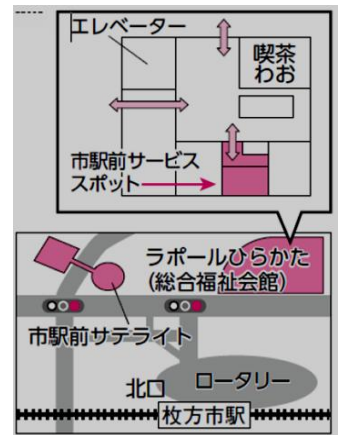 エレベーター
喫茶
わお
市駅前サービス
スポット
ラポールひらかた
(総合福祉会館)
市駅前サテライト
北口
ロータリー
枚方市駅